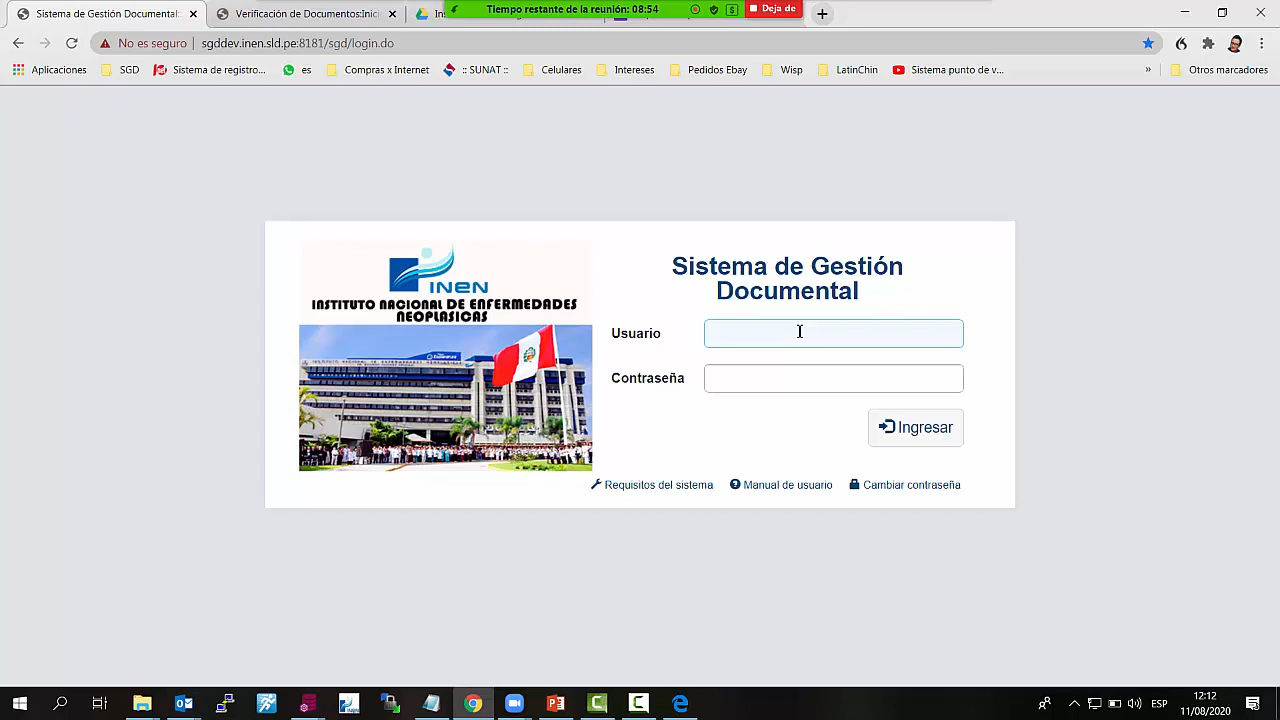 Sistema de Gestión Documental:
Verificación de Documentos:Inici
Tiempo restante de la reunión: 08:54
Deja de
No es seguro
sgddev.inen.sld.pe:8181/sgd/login.do
Aplicaciones
SGD
Sistema de registro...
es
Compras x Internet
:: SUNAT ::
Celulares
Intereses
Pedidos Ebay
Wisp
LatinChin
Sistema punto de v...
»
Otros marcadores
INEN
INSTITUTO NACIONAL DE ENFERMEDADES
NEOPLASICAS
Sistema de Gestión
Documental
Usuario
Contraseña
Ingresar
Requisitos del sistema
Manual de usuario
Cambiar contraseña
ESP
12:12
11/08/2020